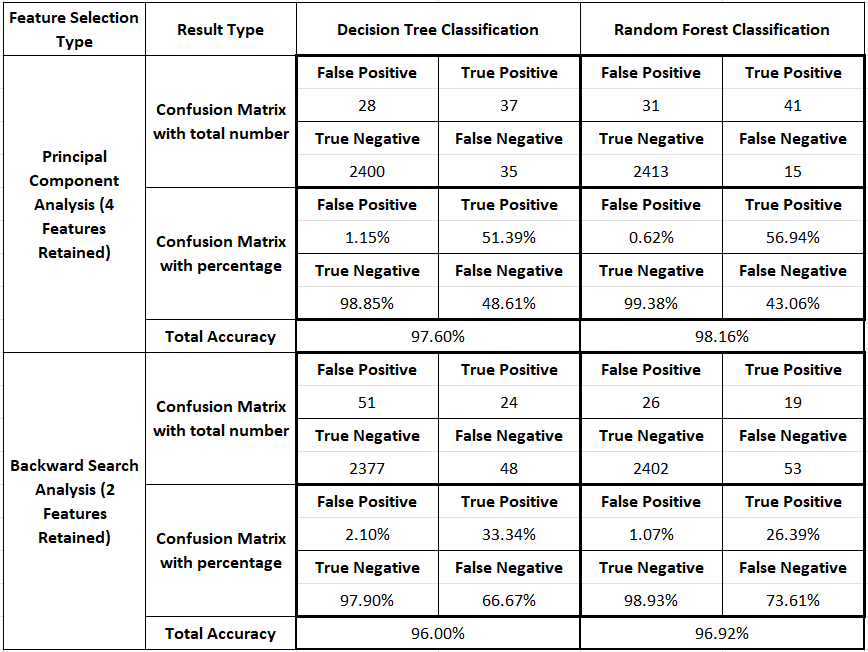 Feature Selection
Type
Result Type
Decision Tree Classification
Random Forest Classification
Principal
Component
Analysis (4
Features
Retained)
Confusion Matrix
with total number
False Positive
True Positive
False Positive
True Positive
28
37
31
41
True Negative
False Negative
True Negative
False Negative
2400
35
2413
15
Confusion Matrix
with percentage
False Positive
True Positive
False Positive
True Positive
1.15%
51.39%
0.62%
56.94%
True Negative
False Negative
True Negative
False Negative
98.85%
48.61%
99.38%
43.06%
Total Accuracy
97.60%
98.16%
Backward Search
Analysis (2
Features
Retained)
Confusion Matrix
with total number
False Positive
True Positive
False Positive
True Positive
51
24
26
19
True Negative
False Negative
True Negative
False Negative
2377
48
2402
53
Confusion Matrix
with percentage
False Positive
True Positive
False Positive
True Positive
2.10%
33.34%
1.07%
26.39%
True Negative
False Negative
True Negative
False Negative
97.90%
66.67%
98.93%
73.61%
Total Accuracy
96.00%
96.92%